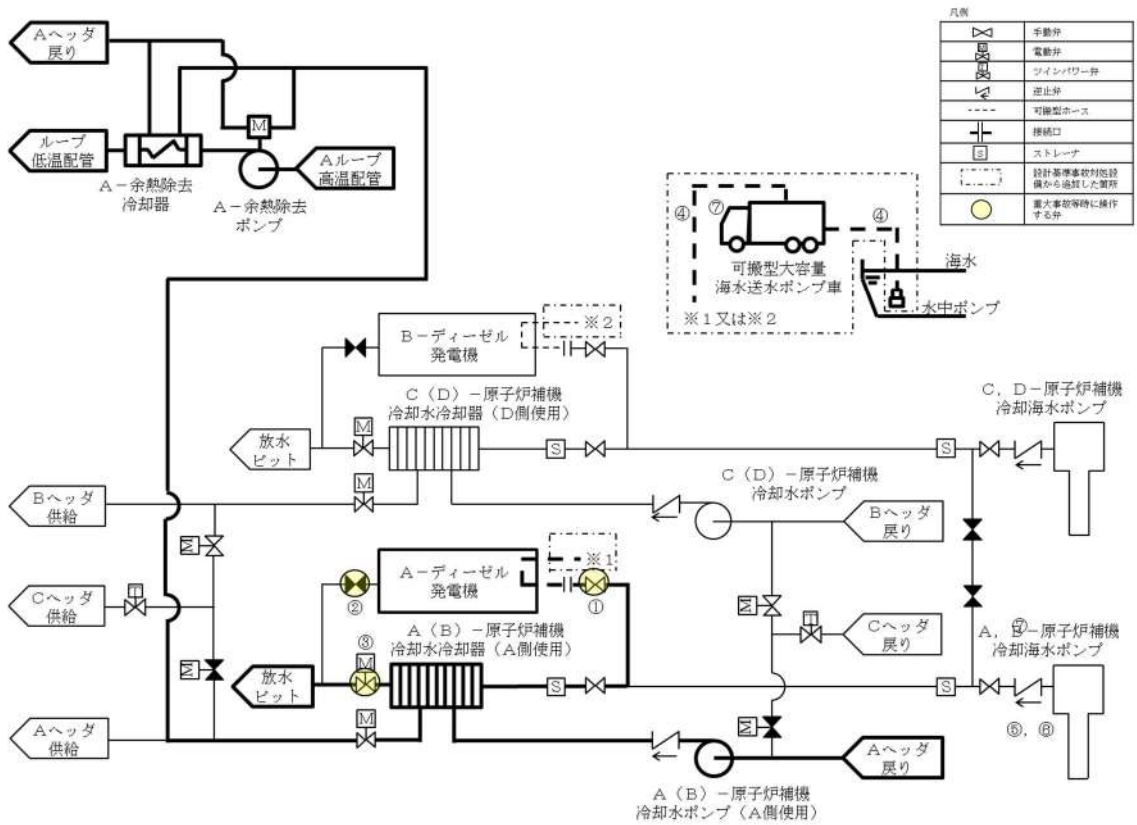 Aヘッダ
戻り
ループ
低温配管
A－余熱除去
冷却器
M
A－余熱除去
ポンプ
Aループ
高温配管
凡例
手動弁
M
電動弁
T
ツインパワー弁
逆止弁
可搬型ホース
接続口
S
ストレーナ
設計基準事故対処設
備から追加した箇所
重大事故等時に操作
する弁
④
⑦
④
可搬型大容量
海水送水ポンプ車
※1又は※2
海水
水中ポンプ
B－ディーゼル
発電機
※2
C(D)－原子炉補機
冷却水冷却器(D側使用)
放水
ピット
M
S
S
C,D－原子炉補機
冷却海水ポンプ
Bヘッダ
供給
M
C(D)－原子炉補機
冷却水ポンプ
Bヘッダ
戻り
M
A－ディーゼル
発電機
※1
②
①
Cヘッダ
供給
T
M
T
Cヘッダ
戻り
A,B－原子炉補機
冷却海水ポンプ
⑦
A(B)－原子炉補機
冷却水冷却器(A側使用)
③
M
M
放水
ピット
S
S
⑤,⑥
Aヘッダ
供給
M
M
Aヘッダ
戻り
A(B)－原子炉補機
冷却水ポンプ(A側使用)